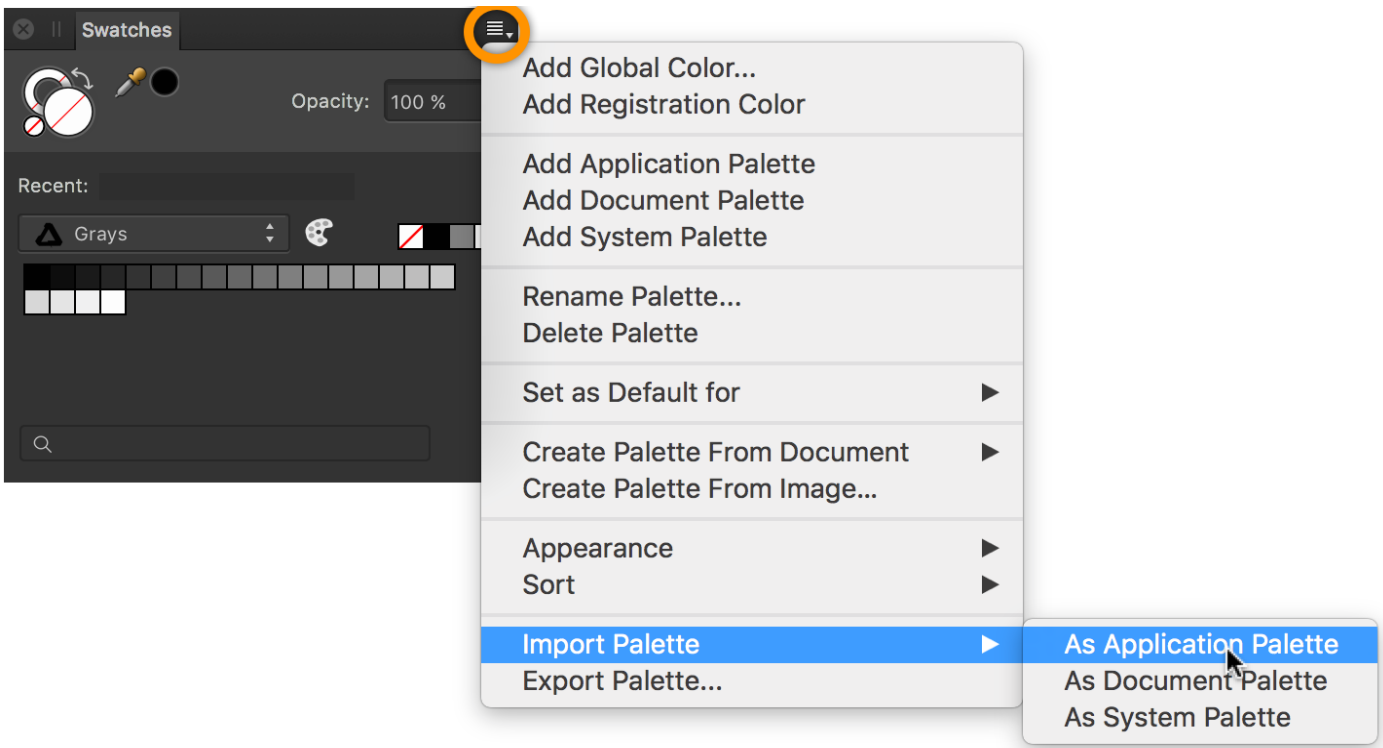 Swatches
Opacity: 100 %
Recent:
Grays
Add Global Color...
Add Registration Color
Add Application Palette
Add Document Palette
Add System Palette
Rename Palette...
Delete Palette
Set as Default for
Create Palette From Document
Create Palette From Image...
Appearance
Sort
Import Palette
Export Palette...
As Application Palette
As Document Palette
As System Palette